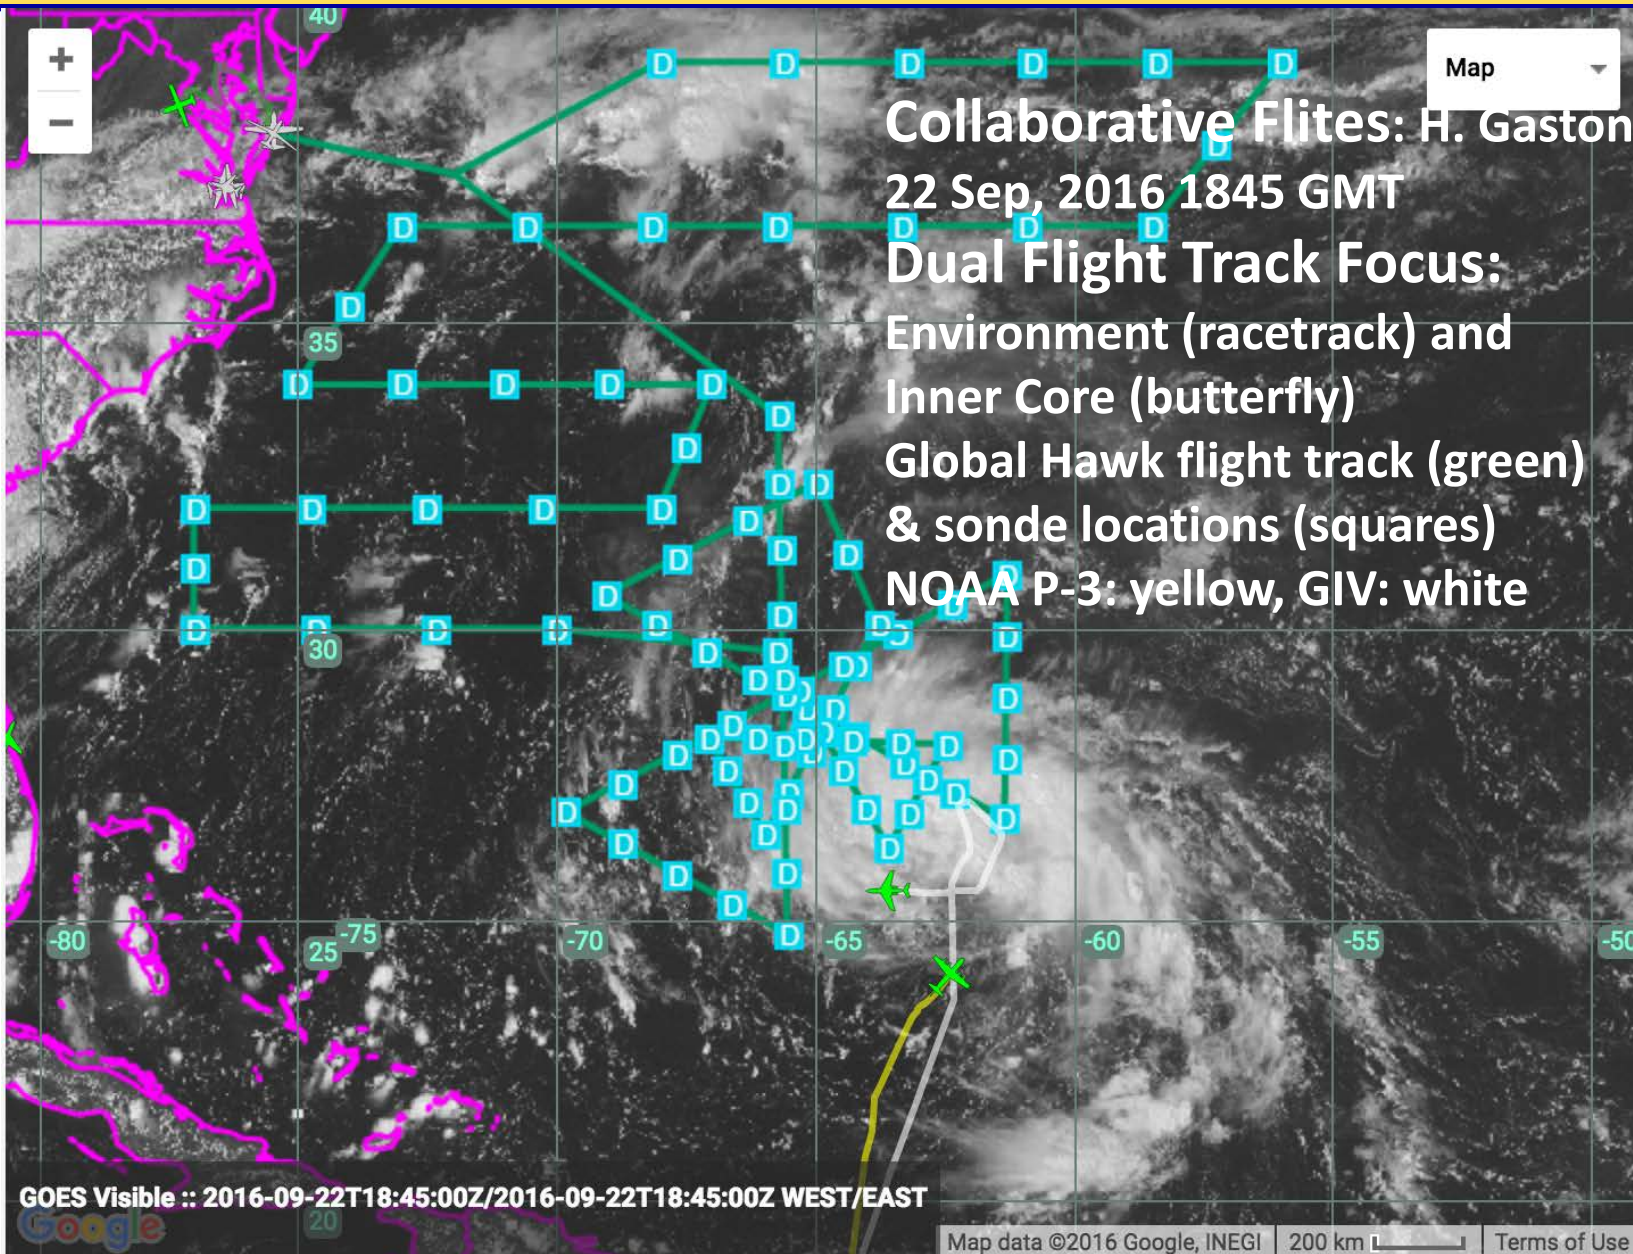 40
+
−
Map
Collaborative Flites: H. Gaston
22 Sep, 2016 1845 GMT
Dual Flight Track Focus:
Environment (racetrack) and
Inner Core (butterfly)
Global Hawk flight track (green)
& sonde locations (squares)
NOAA P-3: yellow, GIV: white
D D D D D D
D
D D D D D D D
D
35
D D D D D
D
D
D D
D D D D D
D
D
D
D
D
D
D
D
D D D D
30
-80
25
-75
-70
-65
-60
-55
-50
GOES Visible :: 2016-09-22T18:45:00Z/2016-09-22T18:45:00Z WEST/EAST
Google
20
Map data ©2016 Google, INEGI
200 km
Terms of Use